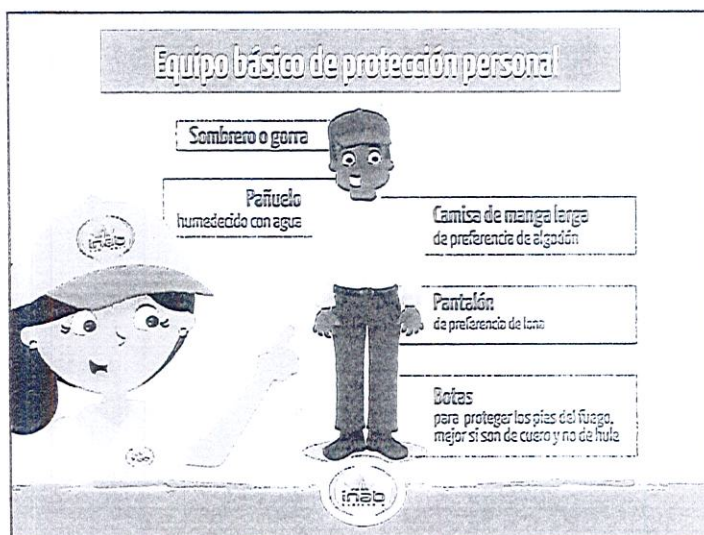 Equipo básico de protección personal
Sombrero o gorra
Pañuelo
humedecido con agua
Camisa de manga larga
de preferencia de algodón
Pantalón
de preferencia de lona
Botas
para proteger los pies del fuego,
mejor si son de cuero y no de hule
inab
inab